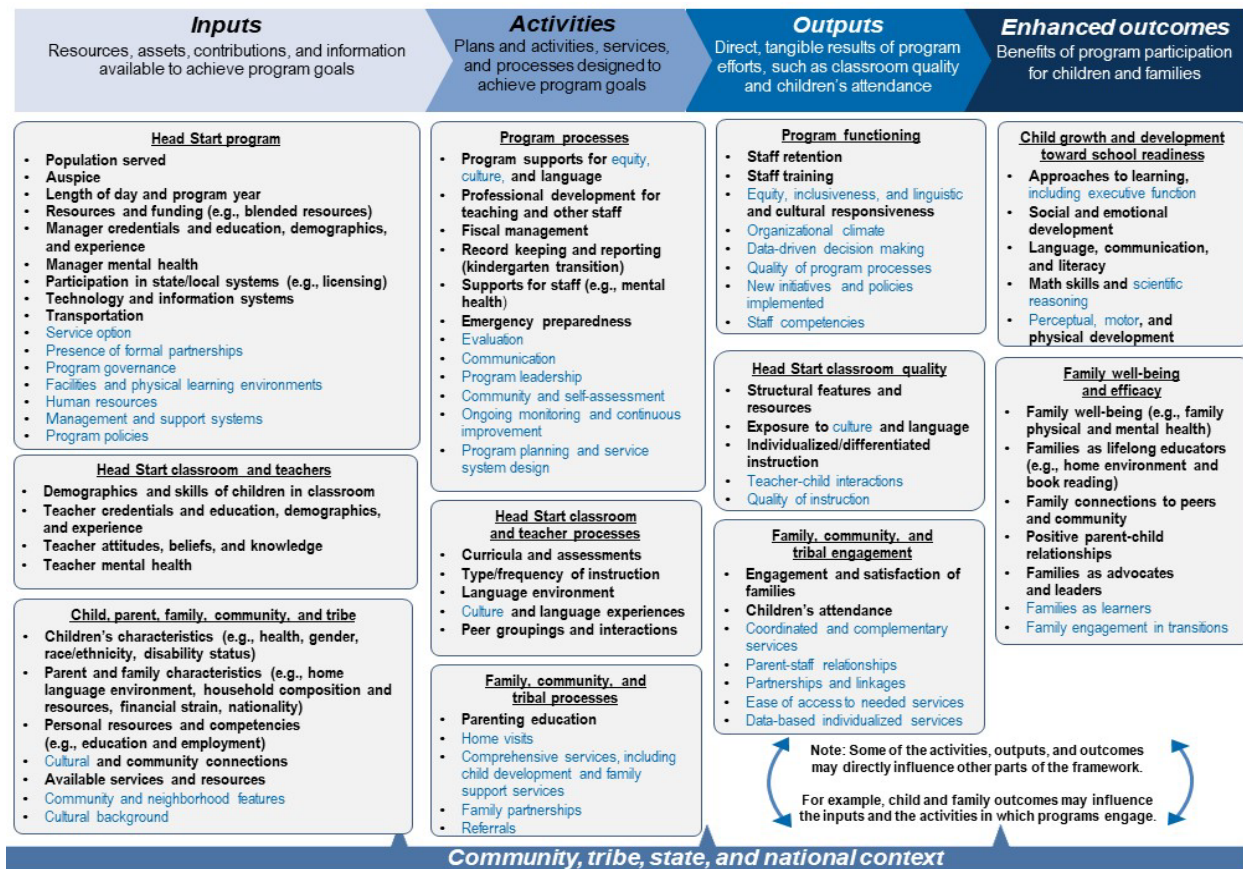 Inputs
Resources, assets, contributions, and information
available to achieve program goals
Activities
Plans and activities, services,
and processes designed to
achieve program goals
Outputs
Direct, tangible results of program
efforts, such as classroom quality
and children's attendance
Enhanced outcomes
Benefits of program participation
for children and families
Head Start program
• Population served
• Auspice
• Length of day and program year
• Resources and funding (e.g., blended resources)
• Manager credentials and education, demographics,
and experience
• Manager mental health
• Participation in state/local systems (e.g., licensing)
• Technology and information systems
• Transportation
• Service option
• Presence of formal partnerships
• Program governance
• Facilities and physical learning environments
• Human resources
• Management and support systems
• Program policies
Head Start classroom and teachers
• Demographics and skills of children in classroom
• Teacher credentials and education, demographics,
and experience
• Teacher attitudes, beliefs, and knowledge
• Teacher mental health
Child, parent, family, community, and tribe
• Children's characteristics (e.g., health, gender,
race/ethnicity, disability status)
• Parent and family characteristics (e.g., home
language environment, household composition and
resources, financial strain, nationality)
• Personal resources and competencies
(e.g., education and employment)
• Cultural and community connections
• Available services and resources
• Community and neighborhood features
• Cultural background
Program processes
• Program supports for equity,
culture, and language
• Professional development for
teaching and other staff
• Fiscal management
• Record keeping and reporting
(kindergarten transition)
• Supports for staff (e.g., mental
health)
• Emergency preparedness
• Evaluation
• Communication
• Program leadership
• Community and self-assessment
• Ongoing monitoring and continuous
improvement
• Program planning and service
system design
Head Start classroom
and teacher processes
• Curricula and assessments
• Type/frequency of instruction
• Language environment
• Culture and language experiences
• Peer groupings and interactions
Family, community, and
tribal processes
• Parenting education
• Home visits
• Comprehensive services, including
child development and family
support services
• Family partnerships
• Referrals
Program functioning
• Staff retention
• Staff training
• Equity, inclusiveness, and linguistic
and cultural responsiveness
• Organizational climate
• Data-driven decision making
• Quality of program processes
• New initiatives and policies
implemented
• Staff competencies
Head Start classroom quality
• Structural features and
resources
• Exposure to culture and language
• Individualized/differentiated
instruction
• Teacher-child interactions
• Quality of instruction
Family, community, and
tribal engagement
• Engagement and satisfaction of
families
• Children's attendance
• Coordinated and complementary
services
• Parent-staff relationships
• Partnerships and linkages
• Ease of access to needed services
• Data-based individualized services
Child growth and development
toward school readiness
• Approaches to learning,
including executive function
• Social and emotional
development
• Language, communication,
and literacy
• Math skills and scientific
reasoning
• Perceptual, motor, and
physical development
Family well-being
and efficacy
• Family well-being (e.g., family
physical and mental health)
• Families as lifelong educators
(e.g., home environment and
book reading)
• Family connections to peers
and community
• Positive parent-child
relationships
• Families as advocates
and leaders
• Families as learners
• Family engagement in transitions
Note: Some of the activities, outputs, and outcomes
may directly influence other parts of the framework.
For example, child and family outcomes may influence
the inputs and the activities in which programs engage.
Community, tribe, state, and national context